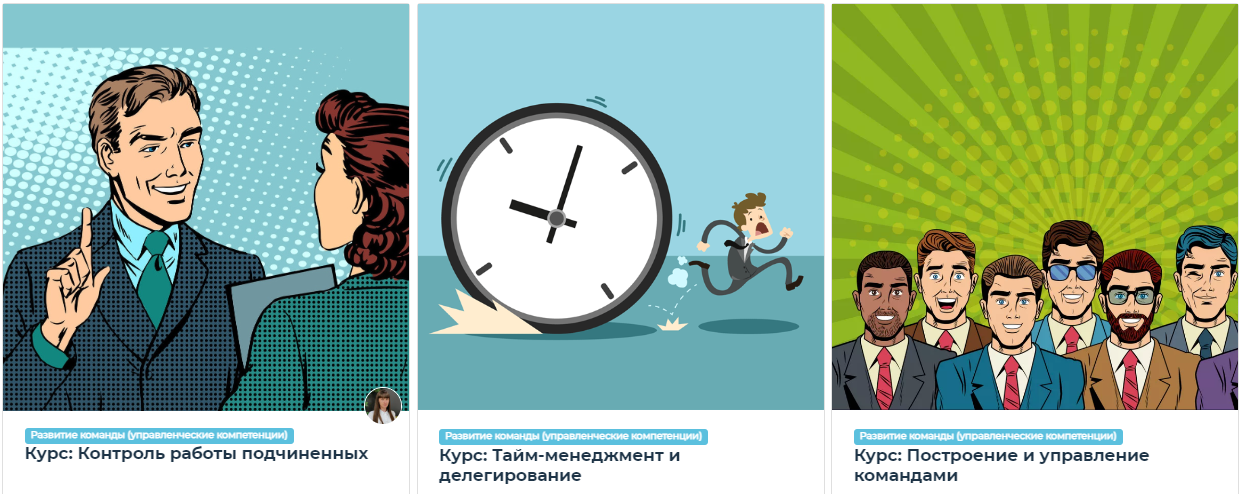 Развитие команды (управленческие компетенции)
Курс: Контроль работы подчиненных
Развитие команды (управленческие компетенции)
Курс: Тайм-менеджмент и
делегирование
Развитие команды (управленческие компетенции)
Курс: Построение и управление
командами